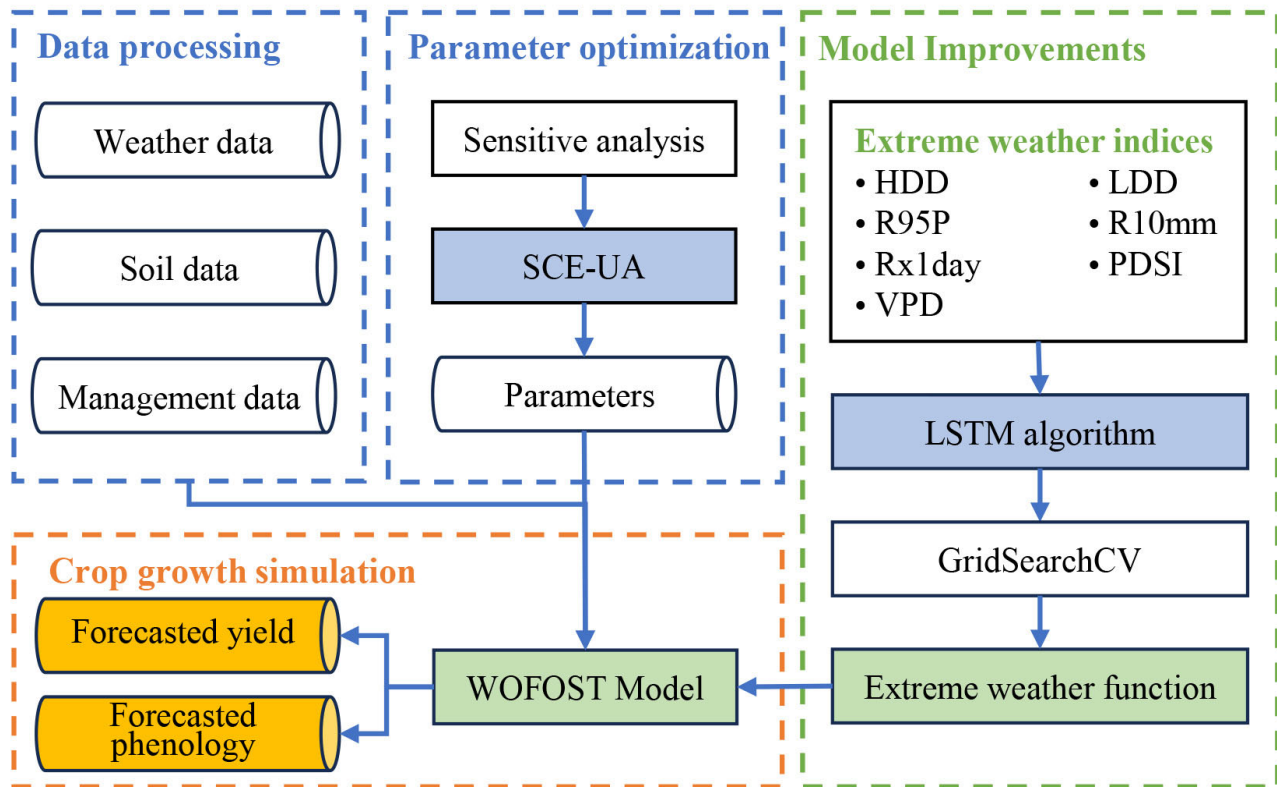 Data processing
Weather data
Soil data
Management data
Parameter optimization
Sensitive analysis
SCE-UA
Parameters
Model Improvements
Extreme weather indices
• HDD
• LDD
• R95P
• R10mm
• Rx1day
• PDSI
• VPD
LSTM algorithm
GridSearchCV
Extreme weather function
Crop growth simulation
Forecasted yield
Forecasted
phenology
WOFOST Model